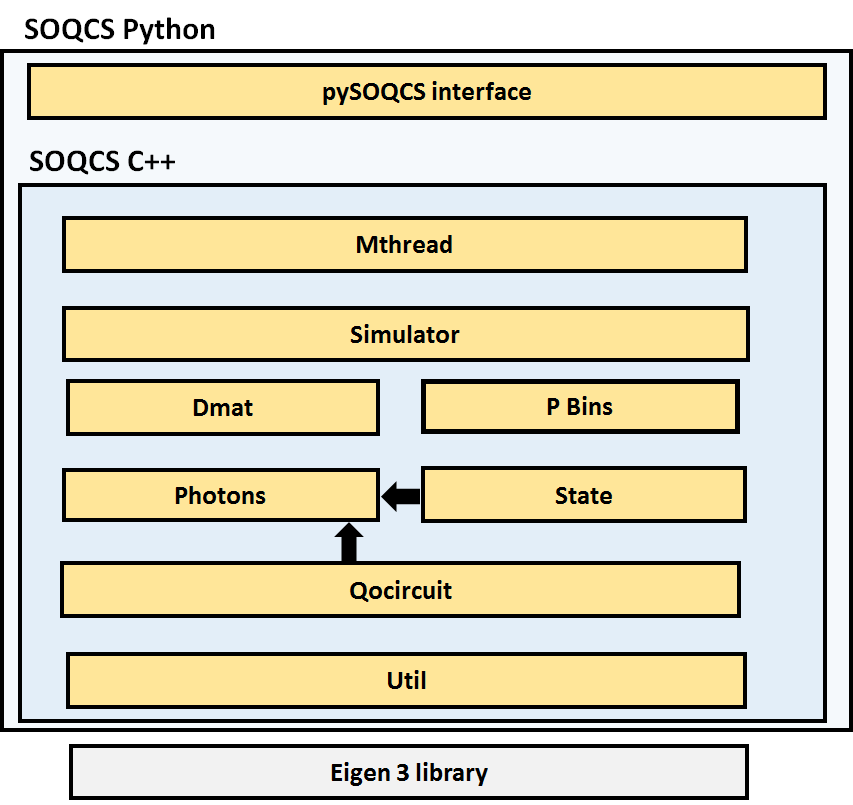 SOQCS Python
pySOQCS interface
SOQCS C++
Mthread
Simulator
Dmat
P Bins
Photons
State
Qocircuit
Util
Eigen 3 library